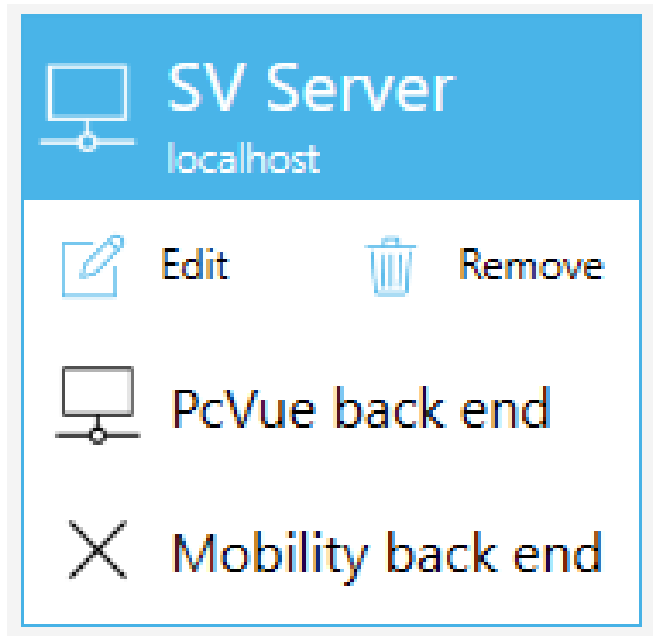 SV Server
localhost
Edit Remove
PcVue back end
Mobility back end